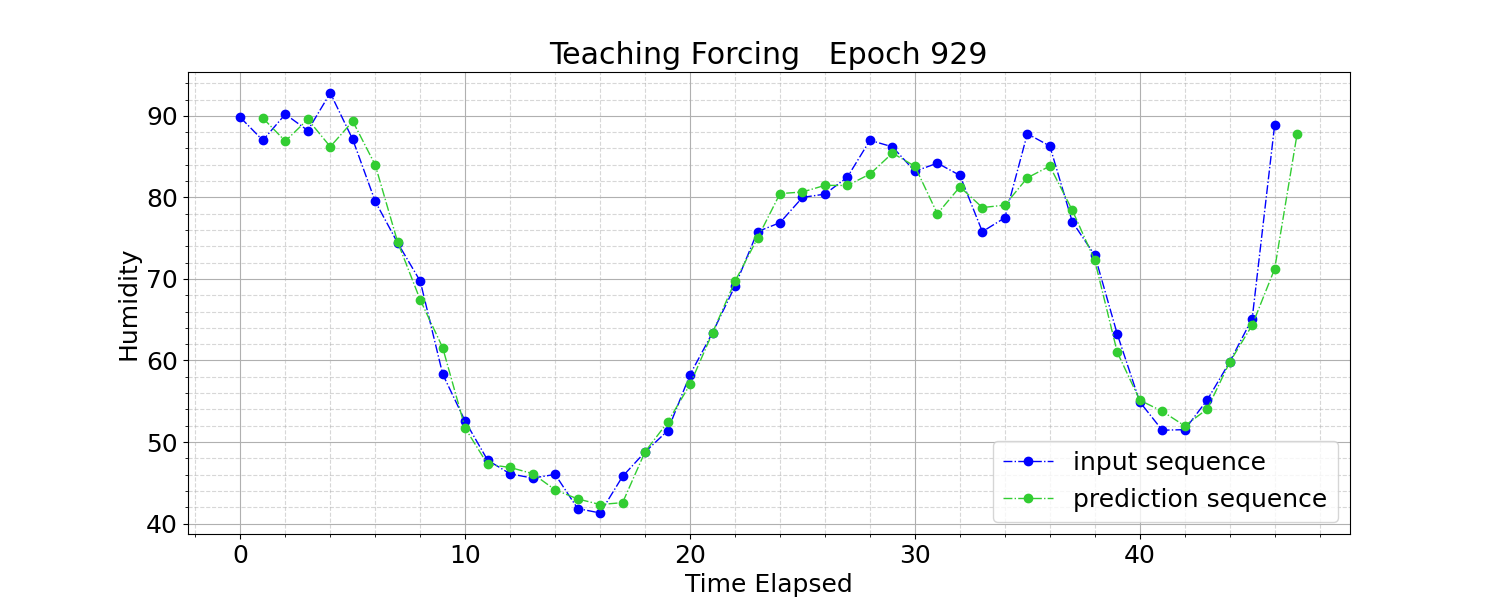 Teaching Forcing   Epoch 929
90
80
70
60
50
40
Humidity
0 10 20 30 40
Time Elapsed
input sequence
prediction sequence